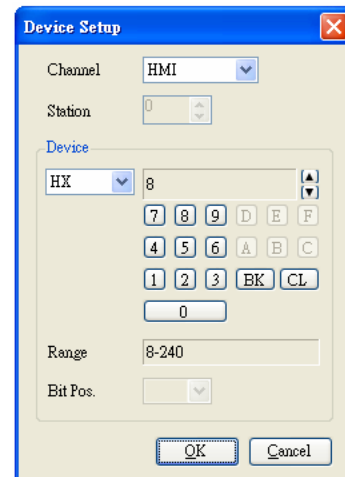 Device Setup
Channel HMI
Station 0
Device
HX 8
7 8 9 D E F
4 5 6 A B C
1 2 3 BK CL
0
Range 8-240
Bit Pos.
OK Cancel